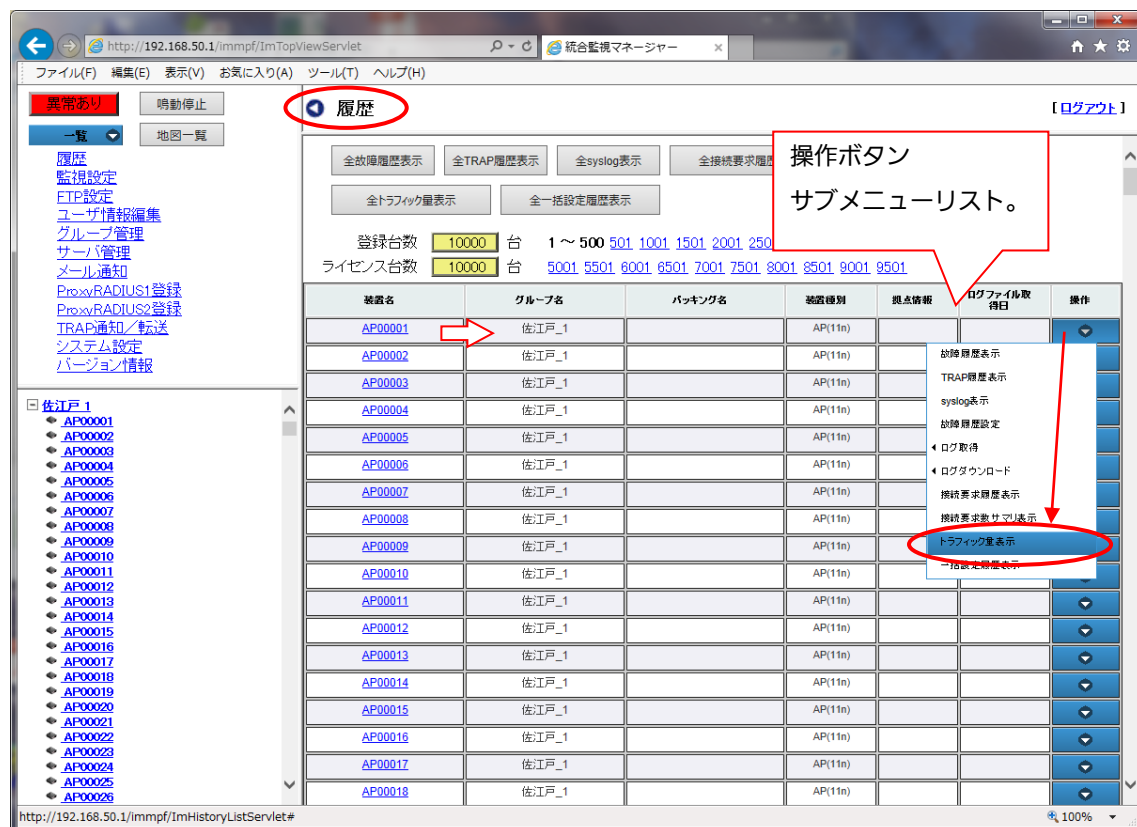 http://192.168.50.1/immpf/ImTopViewServlet
統合監視マネージャー
ファイル(F) 編集(E) 表示(V) お気に入り(A) ツール(T) ヘルプ(H)
異常あり 鳴動停止
一覧 地図一覧
履歴
監視設定
FTP設定
ユーザ情報編集
グループ管理
サーバ管理
メール通知
ProxyRADIUS1登録
ProxyRADIUS2登録
TRAP通知／転送
システム設定
バージョン情報
佐江戸 1
AP00001
AP00002
AP00003
AP00004
AP00005
AP00006
AP00007
AP00008
AP00009
AP00010
AP00011
AP00012
AP00013
AP00014
AP00015
AP00016
AP00017
AP00018
AP00019
AP00020
AP00021
AP00022
AP00023
AP00024
AP00025
AP00026
履歴
[ログアウト]
全故障履歴表示 全TRAP履歴表示 全syslog表示 全接続要求履歴
全トラフィック量表示 全一括設定履歴表示
操作ボタン
サブメニューリスト。
登録台数 10000 台 1 ～ 500 501 1001 1501 2001 250
ライセンス台数 10000 台 5001 5501 6001 6501 7001 7501 8001 8501 9001 9501
装置名 グループ名 パッキング名 装置種別 拠点情報 ログファイル取得日 操作
AP00001 佐江戸_1 AP(11n)
AP00002 佐江戸_1 AP(11n)
AP00003 佐江戸_1 AP(11n)
AP00004 佐江戸_1 AP(11n)
AP00005 佐江戸_1 AP(11n)
AP00006 佐江戸_1 AP(11n)
AP00007 佐江戸_1 AP(11n)
AP00008 佐江戸_1 AP(11n)
AP00009 佐江戸_1 AP(11n)
AP00010 佐江戸_1 AP(11n)
AP00011 佐江戸_1 AP(11n)
AP00012 佐江戸_1 AP(11n)
AP00013 佐江戸_1 AP(11n)
AP00014 佐江戸_1 AP(11n)
AP00015 佐江戸_1 AP(11n)
AP00016 佐江戸_1 AP(11n)
AP00017 佐江戸_1 AP(11n)
AP00018 佐江戸_1 AP(11n)
故障履歴表示
TRAP履歴表示
syslog表示
故障履歴設定
ログ取得
ログダウンロード
接続要求履歴表示
接続要求数サマリ表示
トラフィック量表示
一括設定履歴表示
http://192.168.50.1/immpf/ImHistoryListServlet#
100%